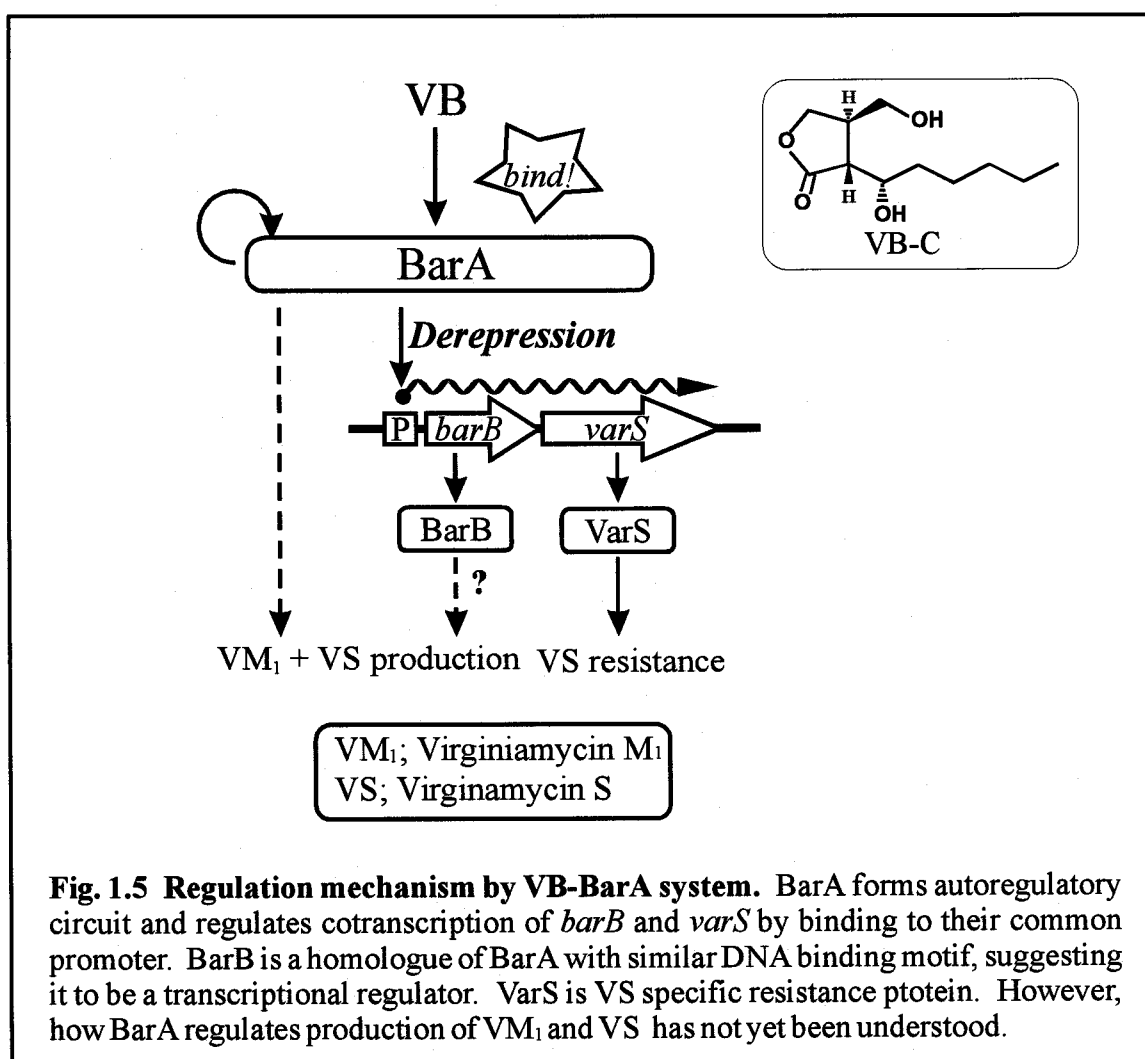 VB
bind!
BarA
Derepression
P barB varS
BarB VarS
?
VM₁ + VS production VS resistance
VM₁; Virginiamycin M₁
VS; Virginamycin S
H
OH
O
O
H
OH
VB-C
Fig. 1.5 Regulation mechanism by VB-BarA system. BarA forms autoregulatory
circuit and regulates cotranscription of barB and varS by binding to their common
promoter. BarB is a homologue of BarA with similar DNA binding motif, suggesting
it to be a transcriptional regulator. VarS is VS specific resistance ptotein. However,
how BarA regulates production of VM₁ and VS has not yet been understood.